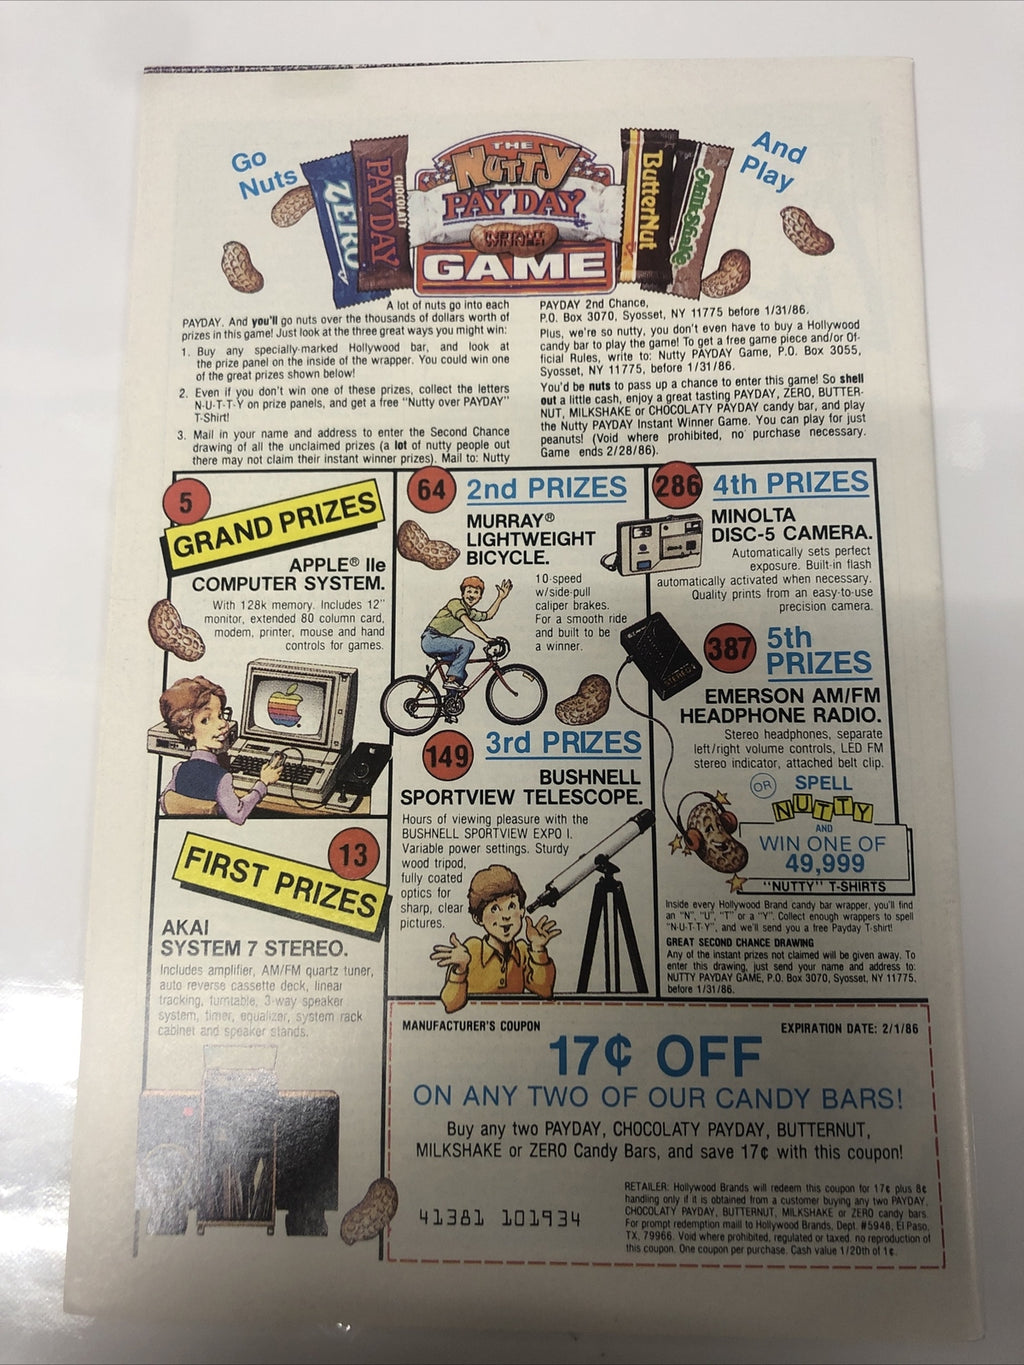 Go
Nuts
ZERO
CHOCOLATY
PAYDAY
THE
NUTTY
PAYDAY
INSTANT
WINNER
GAME
ButterNut
Milk-Shake
And
Play
A lot of nuts go into each
PAYDAY. And you'll go nuts over the thousands of dollars worth of
prizes in this game! Just look at the three great ways you might win:
1. Buy any specially-marked Hollywood bar, and look at
the prize panel on the inside of the wrapper. You could win one
of the great prizes shown below!
2. Even if you don't win one of these prizes, collect the letters
N-U-T-T-Y on prize panels, and get a free "Nutty over PAYDAY"
T-Shirt!
3. Mail in your name and address to enter the Second Chance
drawing of all the unclaimed prizes (a lot of nutty people out
there may not claim their instant winner prizes). Mail to: Nutty
PAYDAY 2nd Chance,
P.O. Box 3070, Syosset, NY 11775 before 1/31/86.
Plus, we're so nutty, you don't even have to buy a Hollywood
candy bar to play the game! To get a free game piece and/or Of-
ficial Rules, write to: Nutty PAYDAY Game, P.O. Box 3055,
Syosset, NY 11775, before 1/31/86.
You'd be nuts to pass up a chance to enter this game! So shell
out a little cash, enjoy a great tasting PAYDAY, ZERO, BUTTER-
NUT, MILKSHAKE or CHOCOLATY PAYDAY candy bar, and play
the Nutty PAYDAY Instant Winner Game. You can play for just
peanuts! (Void where prohibited, no purchase necessary.
Game ends 2/28/86).
5
GRAND PRIZES
APPLE® IIe
COMPUTER SYSTEM.
With 128k memory. Includes 12"
monitor, extended 80 column card,
modem, printer, mouse and hand
controls for games.
13
FIRST PRIZES
AKAI
SYSTEM 7 STEREO.
Includes amplifier, AM/FM quartz tuner,
auto reverse cassette deck, linear
tracking, turntable, 3-way speaker
system, timer, equalizer, system rack
cabinet and speaker stands.
64
2nd PRIZES
MURRAY®
LIGHTWEIGHT
BICYCLE.
10-speed
w/side-pull
caliper brakes.
For a smooth ride
and built to be
a winner.
149
3rd PRIZES
BUSHNELL
SPORTVIEW TELESCOPE.
Hours of viewing pleasure with the
BUSHNELL SPORTVIEW EXPO I.
Variable power settings. Sturdy
wood tripod,
fully coated
optics for
sharp, clear
pictures.
286
4th PRIZES
MINOLTA
DISC-5 CAMERA.
Automatically sets perfect
exposure. Built-in flash
automatically activated when necessary.
Quality prints from an easy-to-use
precision camera.
387
5th
PRIZES
STEREO
EMERSON AM/FM
HEADPHONE RADIO.
Stereo headphones, separate
left/right volume controls, LED FM
stereo indicator, attached belt clip.
OR
SPELL
NUTTY
AND
WIN ONE OF
49,999
"NUTTY" T-SHIRTS
Inside every Hollywood Brand candy bar wrapper, you'll find
an "N", "U", "T" or a "Y". Collect enough wrappers to spell
"N-U-T-T-Y", and we'll send you a free Payday T-shirt!
GREAT SECOND CHANCE DRAWING
Any of the instant prizes not claimed will be given away. To
enter this drawing, just send your name and address to:
NUTTY PAYDAY GAME, P.O. Box 3070, Syosset, NY 11775,
before 1/31/86.
MANUFACTURER'S COUPON
EXPIRATION DATE: 2/1/86
17¢ OFF
ON ANY TWO OF OUR CANDY BARS!
Buy any two PAYDAY, CHOCOLATY PAYDAY, BUTTERNUT,
MILKSHAKE or ZERO Candy Bars, and save 17¢ with this coupon!
41381 101934
RETAILER: Hollywood Brands will redeem this coupon for 17¢ plus 8¢
handling only if it is obtained from a customer buying any two PAYDAY,
CHOCOLATY PAYDAY, BUTTERNUT, MILKSHAKE or ZERO candy bars.
For prompt redemption mail to Hollywood Brands, Dept. #5948, El Paso,
TX, 79966. Void where prohibited, regulated or taxed, no reproduction of
this coupon. One coupon per purchase. Cash value 1/20th of 1¢.